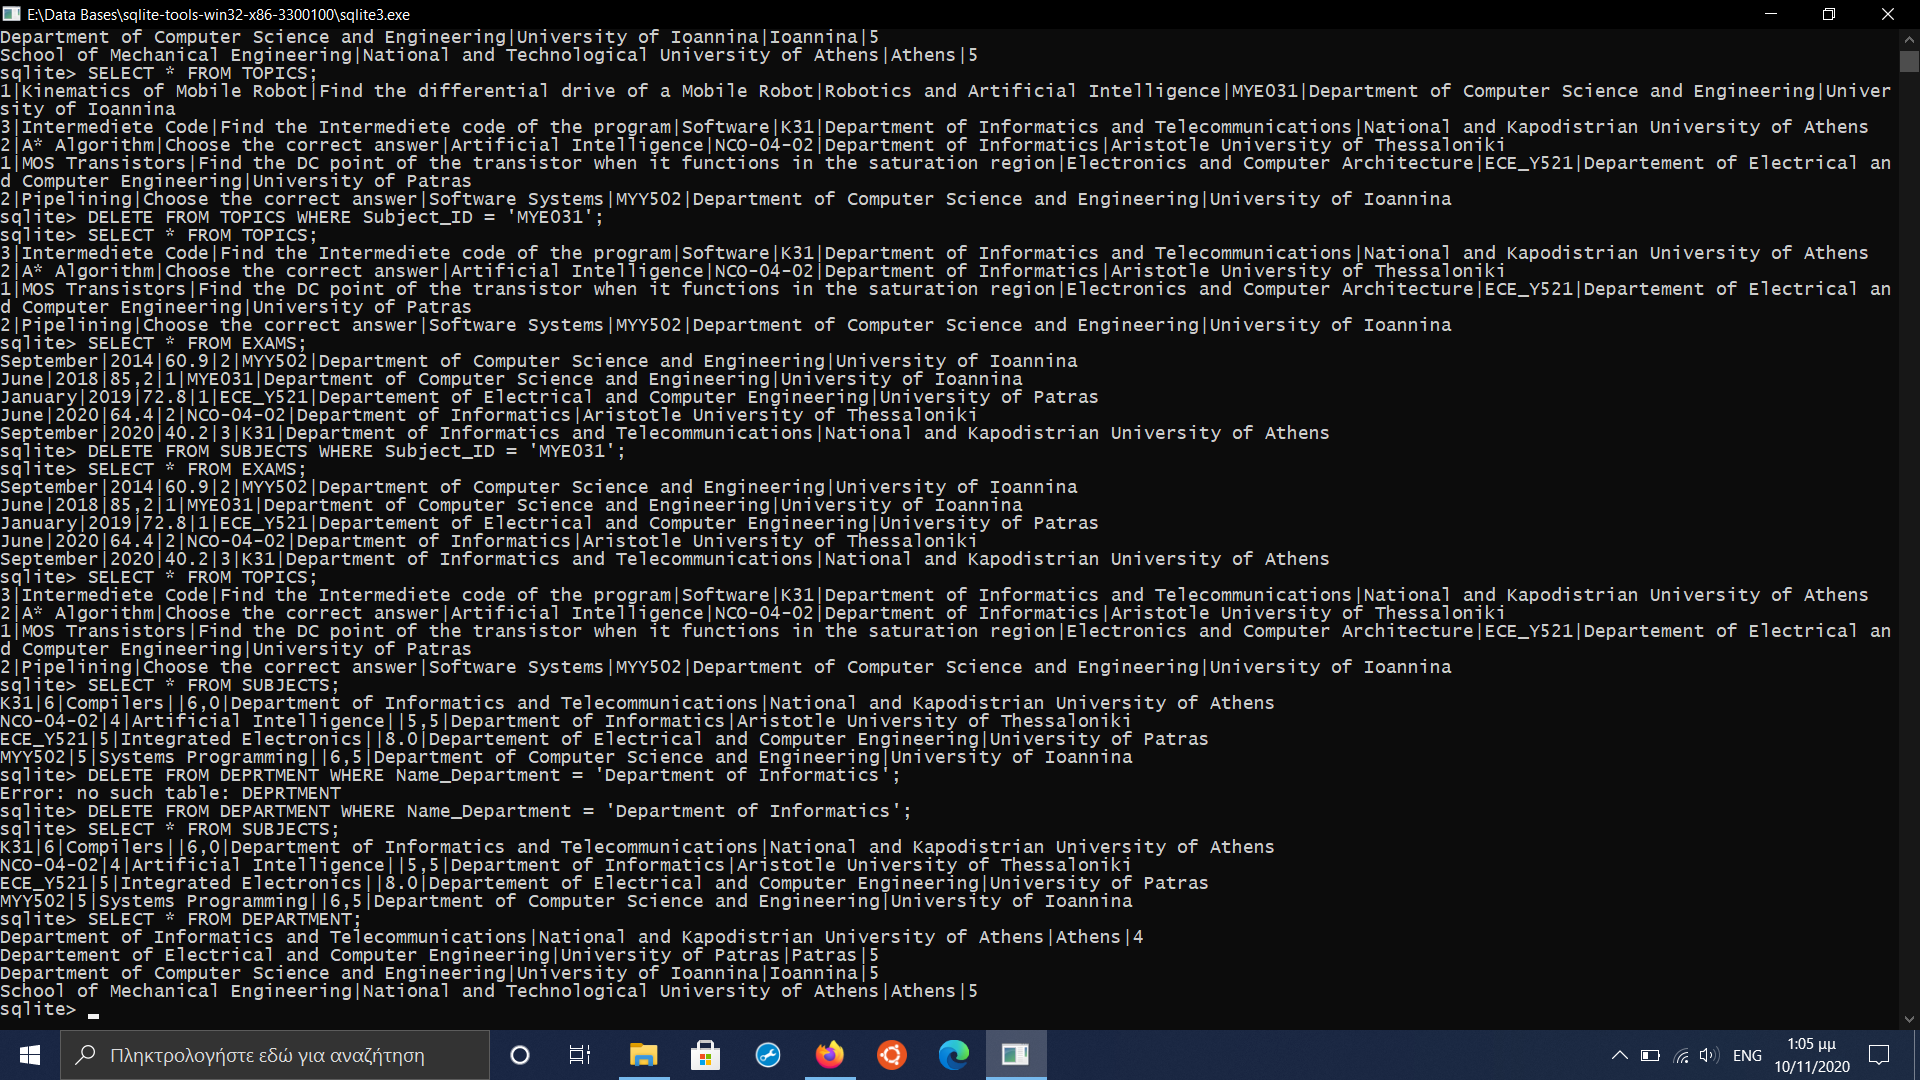 E:\Data Bases\sqlite-tools-win32-x86-3300100\sqlite3.exe
Department of Computer Science and Engineering|University of Ioannina|Ioannina|5
School of Mechanical Engineering|National and Technological University of Athens|Athens|5
sqlite> SELECT * FROM TOPICS;
1|Kinematics of Mobile Robot|Find the differential drive of a Mobile Robot|Robotics and Artificial Intelligence|MYE031|Department of Computer Science and Engineering|Univer
sity of Ioannina
3|Intermediete Code|Find the Intermediete code of the program|Software|K31|Department of Informatics and Telecommunications|National and Kapodistrian University of Athens
2|A* Algorithm|Choose the correct answer|Artificial Intelligence|NCO-04-02|Department of Informatics|Aristotle University of Thessaloniki
1|MOS Transistors|Find the DC point of the transistor when it functions in the saturation region|Electronics and Computer Architecture|ECE_Y521|Departement of Electrical an
d Computer Engineering|University of Patras
2|Pipelining|Choose the correct answer|Software Systems|MYY502|Department of Computer Science and Engineering|University of Ioannina
sqlite> DELETE FROM TOPICS WHERE Subject_ID = 'MYE031';
sqlite> SELECT * FROM TOPICS;
3|Intermediete Code|Find the Intermediete code of the program|Software|K31|Department of Informatics and Telecommunications|National and Kapodistrian University of Athens
2|A* Algorithm|Choose the correct answer|Artificial Intelligence|NCO-04-02|Department of Informatics|Aristotle University of Thessaloniki
1|MOS Transistors|Find the DC point of the transistor when it functions in the saturation region|Electronics and Computer Architecture|ECE_Y521|Departement of Electrical an
d Computer Engineering|University of Patras
2|Pipelining|Choose the correct answer|Software Systems|MYY502|Department of Computer Science and Engineering|University of Ioannina
sqlite> SELECT * FROM EXAMS;
September|2014|60.9|2|MYY502|Department of Computer Science and Engineering|University of Ioannina
June|2018|85,2|1|MYE031|Department of Computer Science and Engineering|University of Ioannina
January|2019|72.8|1|ECE_Y521|Departement of Electrical and Computer Engineering|University of Patras
June|2020|64.4|2|NCO-04-02|Department of Informatics|Aristotle University of Thessaloniki
September|2020|40.2|3|K31|Department of Informatics and Telecommunications|National and Kapodistrian University of Athens
sqlite> DELETE FROM SUBJECTS WHERE Subject_ID = 'MYE031';
sqlite> SELECT * FROM EXAMS;
September|2014|60.9|2|MYY502|Department of Computer Science and Engineering|University of Ioannina
June|2018|85,2|1|MYE031|Department of Computer Science and Engineering|University of Ioannina
January|2019|72.8|1|ECE_Y521|Departement of Electrical and Computer Engineering|University of Patras
June|2020|64.4|2|NCO-04-02|Department of Informatics|Aristotle University of Thessaloniki
September|2020|40.2|3|K31|Department of Informatics and Telecommunications|National and Kapodistrian University of Athens
sqlite> SELECT * FROM TOPICS;
3|Intermediete Code|Find the Intermediete code of the program|Software|K31|Department of Informatics and Telecommunications|National and Kapodistrian University of Athens
2|A* Algorithm|Choose the correct answer|Artificial Intelligence|NCO-04-02|Department of Informatics|Aristotle University of Thessaloniki
1|MOS Transistors|Find the DC point of the transistor when it functions in the saturation region|Electronics and Computer Architecture|ECE_Y521|Departement of Electrical an
d Computer Engineering|University of Patras
2|Pipelining|Choose the correct answer|Software Systems|MYY502|Department of Computer Science and Engineering|University of Ioannina
sqlite> SELECT * FROM SUBJECTS;
K31|6|Compilers||6,0|Department of Informatics and Telecommunications|National and Kapodistrian University of Athens
NCO-04-02|4|Artificial Intelligence||5,5|Department of Informatics|Aristotle University of Thessaloniki
ECE_Y521|5|Integrated Electronics||8.0|Departement of Electrical and Computer Engineering|University of Patras
MYY502|5|Systems Programming||6,5|Department of Computer Science and Engineering|University of Ioannina
sqlite> DELETE FROM DEPRTMENT WHERE Name_Department = 'Department of Informatics';
Error: no such table: DEPRTMENT
sqlite> DELETE FROM DEPARTMENT WHERE Name_Department = 'Department of Informatics';
sqlite> SELECT * FROM SUBJECTS;
K31|6|Compilers||6,0|Department of Informatics and Telecommunications|National and Kapodistrian University of Athens
NCO-04-02|4|Artificial Intelligence||5,5|Department of Informatics|Aristotle University of Thessaloniki
ECE_Y521|5|Integrated Electronics||8.0|Departement of Electrical and Computer Engineering|University of Patras
MYY502|5|Systems Programming||6,5|Department of Computer Science and Engineering|University of Ioannina
sqlite> SELECT * FROM DEPARTMENT;
Department of Informatics and Telecommunications|National and Kapodistrian University of Athens|Athens|4
Departement of Electrical and Computer Engineering|University of Patras|Patras|5
Department of Computer Science and Engineering|University of Ioannina|Ioannina|5
School of Mechanical Engineering|National and Technological University of Athens|Athens|5
sqlite>
Πληκτρολογήστε εδώ για αναζήτηση
ENG
1:05 μμ
10/11/2020